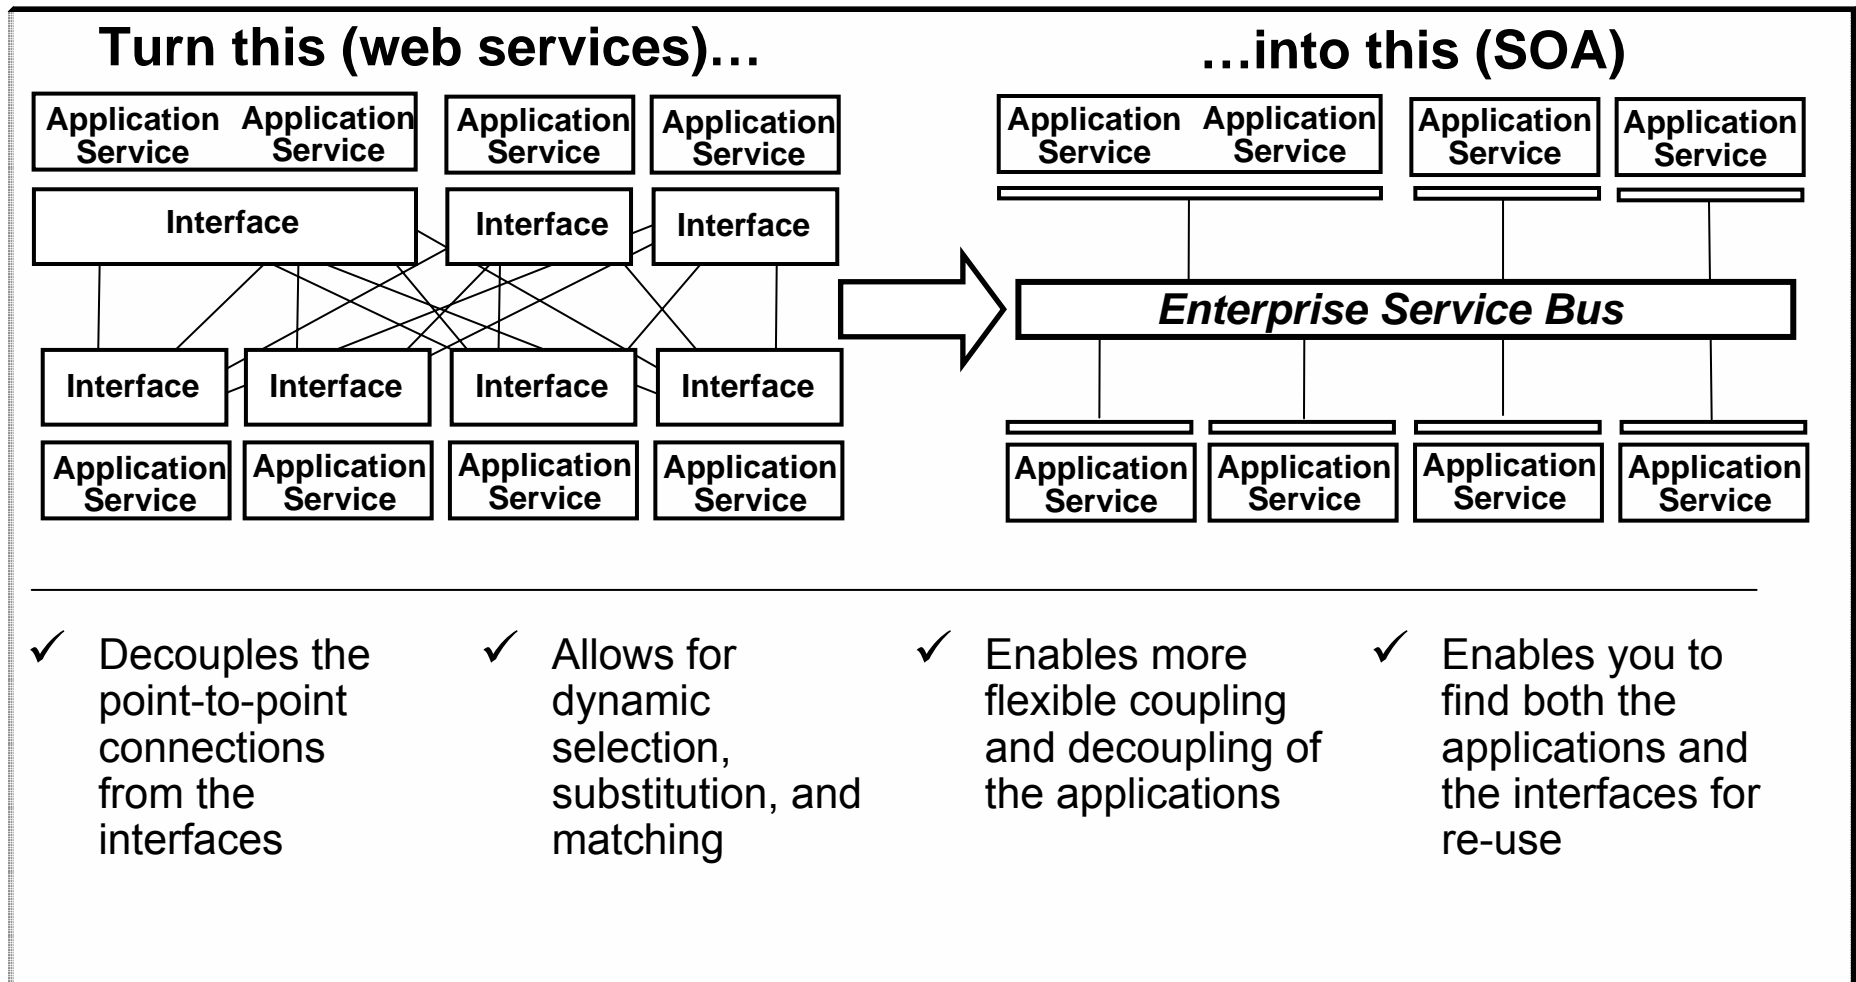 Turn this (web services)…
Application Application
Service Service
Application
Service
Application
Service
Interface
Interface
Interface
Interface
Interface
Interface
Interface
Application
Service
Application
Service
Application
Service
Application
Service
…into this (SOA)
Application Application
Service Service
Application
Service
Application
Service
Enterprise Service Bus
Application
Service
Application
Service
Application
Service
Application
Service
✓ Decouples the
point-to-point
connections
from the
interfaces
✓ Allows for
dynamic
selection,
substitution, and
matching
✓ Enables more
flexible coupling
and decoupling of
the applications
✓ Enables you to
find both the
applications and
the interfaces for
re-use